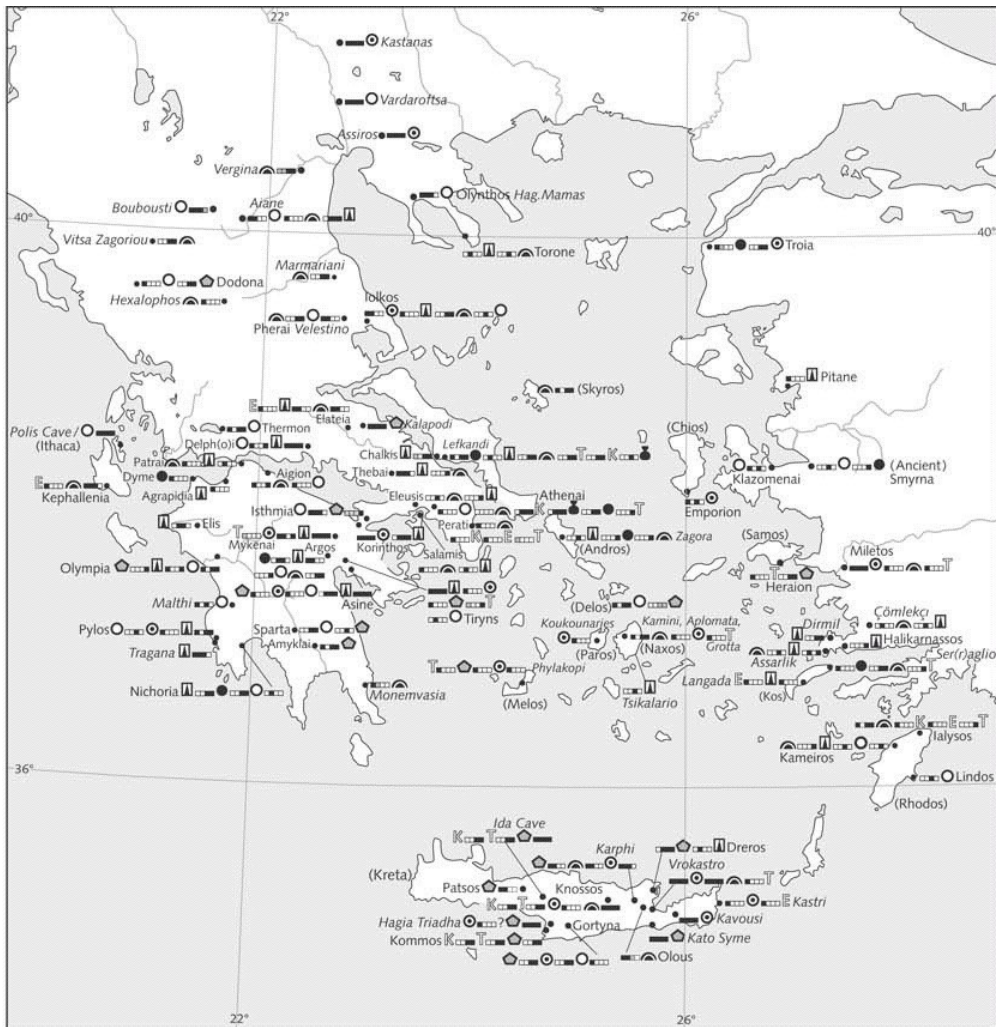 22° 26°
Kastanas
Vardaroftsa
Assiros
Vergina
Olynthos Hag.Mamas
Aiane
Boubousti
40° 40°
Vitsa Zagoriou
Troia
Torone
Marmariani
Dodona
Hexalophos
Iolkos
Pherai Velestino
Pitane
(Skyros)
E
Elateia
Kalapodi
(Chios)
Polis Cave/
(Ithaca)
Thermon
Delph(o)i
Lefkandi
Chalkis T K
Patrai
Thebai
Klazomenai
(Ancient)
Smyrna
Dyme
Aigion
E
Kephallenia
Agrapidia
Eleusis
Athenai
Emporion
Isthmia
K T
Elis
Perati
K E T
T
Mykenai
Argos
Korinthos
Salamis
(Andros)
Zagora
(Samos)
Miletos
T
Olympia
T
Heraion
Asine
T
(Delos)
Malthi
Tiryns
Koukounaries
Kamini, Aplomata,
T
Grotta
Çömlekçı
Dirmil
Pylos
Sparta
(Paros)
(Naxos)
Halikarnassos
Amyklai
Tragana
Assarlik
Ser(r)aglio
T
T
Phylakopi
Langada E
Nichoria
Monemvasia
(Melos)
Tsikalario
(Kos)
K E T
Ialysos
Kameiros
36°
Lindos
(Rhodos)
Ida Cave
K T
Karphi
Dreros
Vrokastro
T
(Kreta)
Patsos
Knossos
K T
E Kastri
Hagia Triadha ?
Gortyna
Kavousi
Kommos K T
Kato Syme
Olous
22° 26°